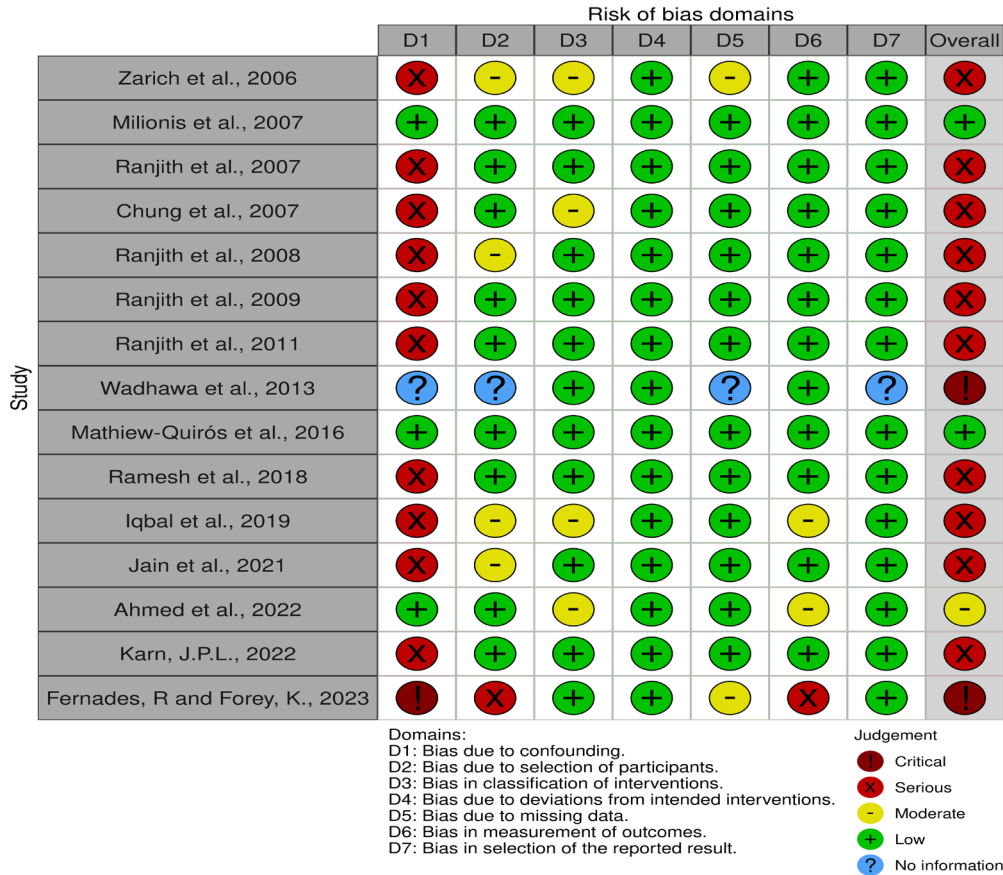 Risk of bias domains
D1 D2 D3 D4 D5 D6 D7 Overall
Study
Zarich et al., 2006 X - - + - + + X
Milionis et al., 2007 + + + + + + + +
Ranjith et al., 2007 X + + + + + + X
Chung et al., 2007 X + - + + + + X
Ranjith et al., 2008 X - + + + + + X
Ranjith et al., 2009 X + + + + + + X
Ranjith et al., 2011 X + + + + + + X
Wadhawa et al., 2013 ? ? + + ? + ? !
Mathiew-Quirós et al., 2016 + + + + + + + +
Ramesh et al., 2018 X + + + + + + X
Iqbal et al., 2019 X - - + + - + X
Jain et al., 2021 X - + + + + + X
Ahmed et al., 2022 + + - + + - + -
Karn, J.P.L., 2022 X + + + + + + X
Fernades, R and Forey, K., 2023 ! X + + - X + !
Domains:
D1: Bias due to confounding.
D2: Bias due to selection of participants.
D3: Bias in classification of interventions.
D4: Bias due to deviations from intended interventions.
D5: Bias due to missing data.
D6: Bias in measurement of outcomes.
D7: Bias in selection of the reported result.
Judgement
! Critical
X Serious
- Moderate
+ Low
? No information